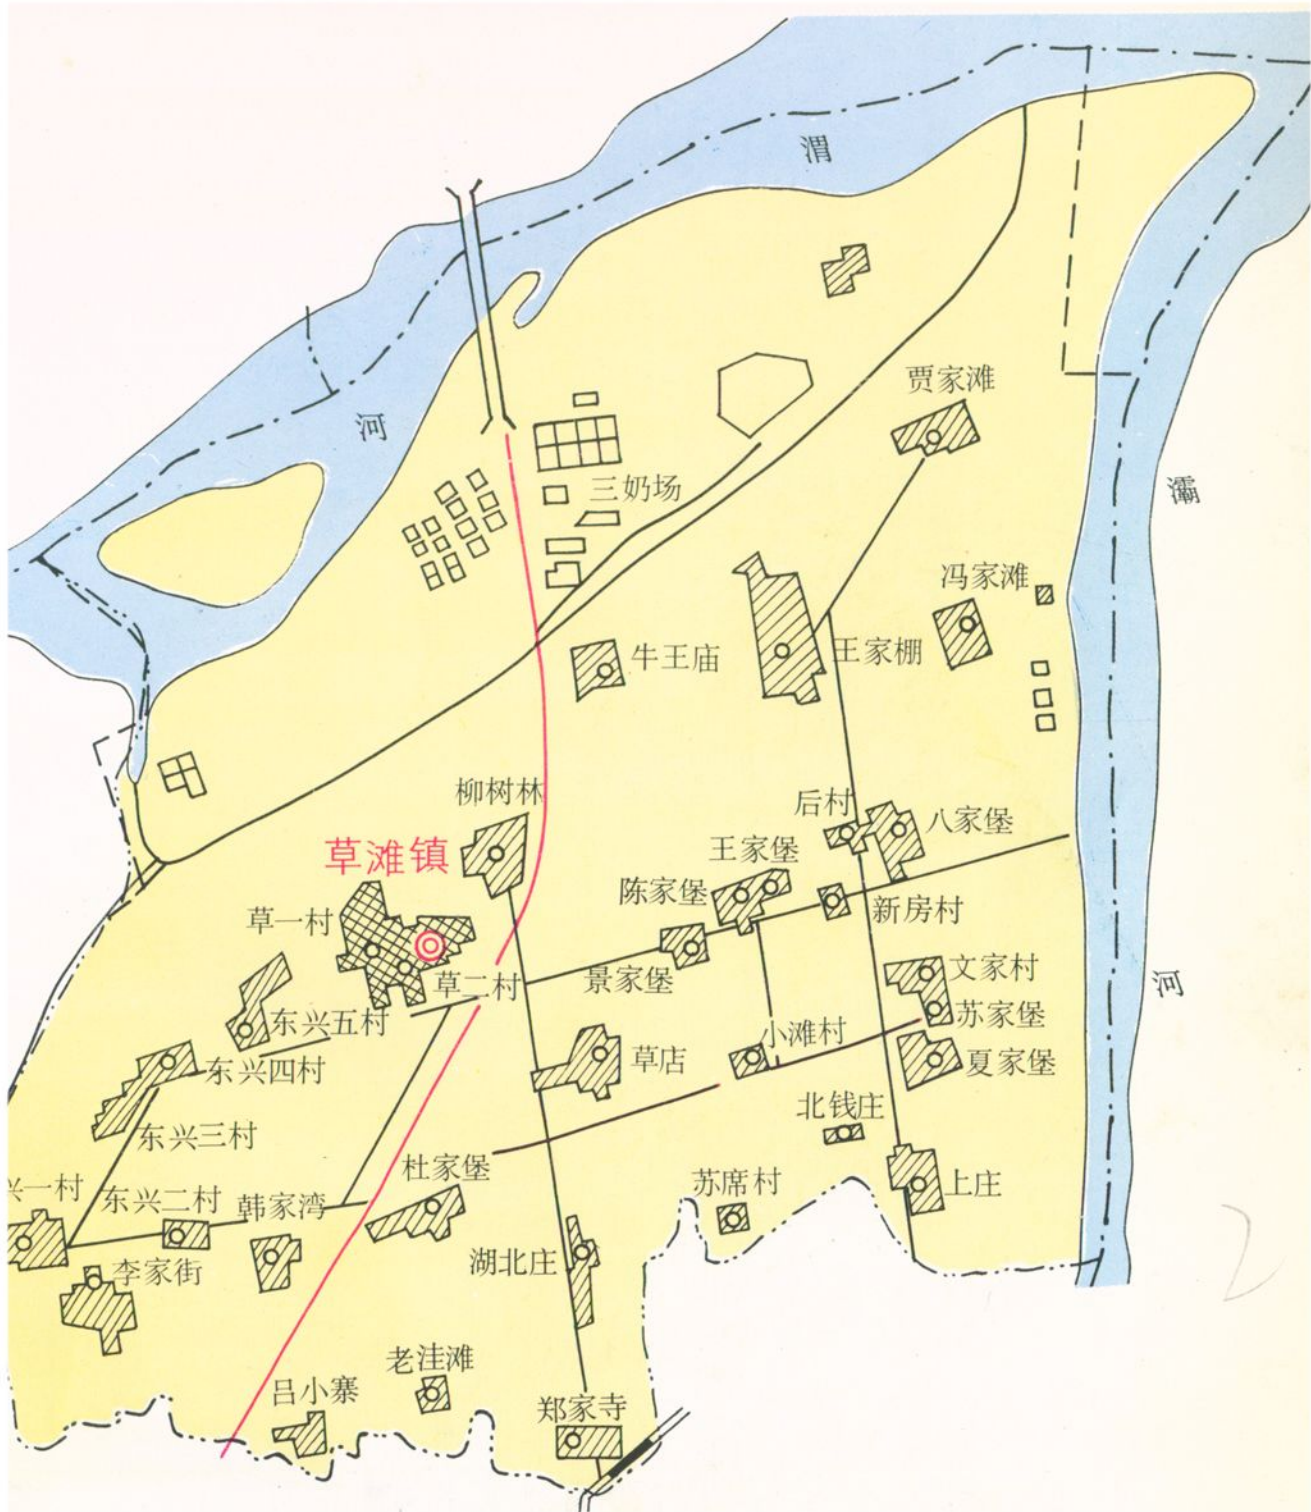 渭
河
贾家滩
三奶场
灞
冯家滩
牛王庙
王家棚
柳树林
后村
八家堡
草滩镇
王家堡
陈家堡
新房村
草一村
草二村
景家堡
文家村
河
苏家堡
东兴五村
小滩村
草店
夏家堡
东兴四村
北钱庄
东兴三村
杜家堡
苏席村
上庄
兴一村
东兴二村
韩家湾
湖北庄
李家街
老洼滩
吕小寨
郑家寺